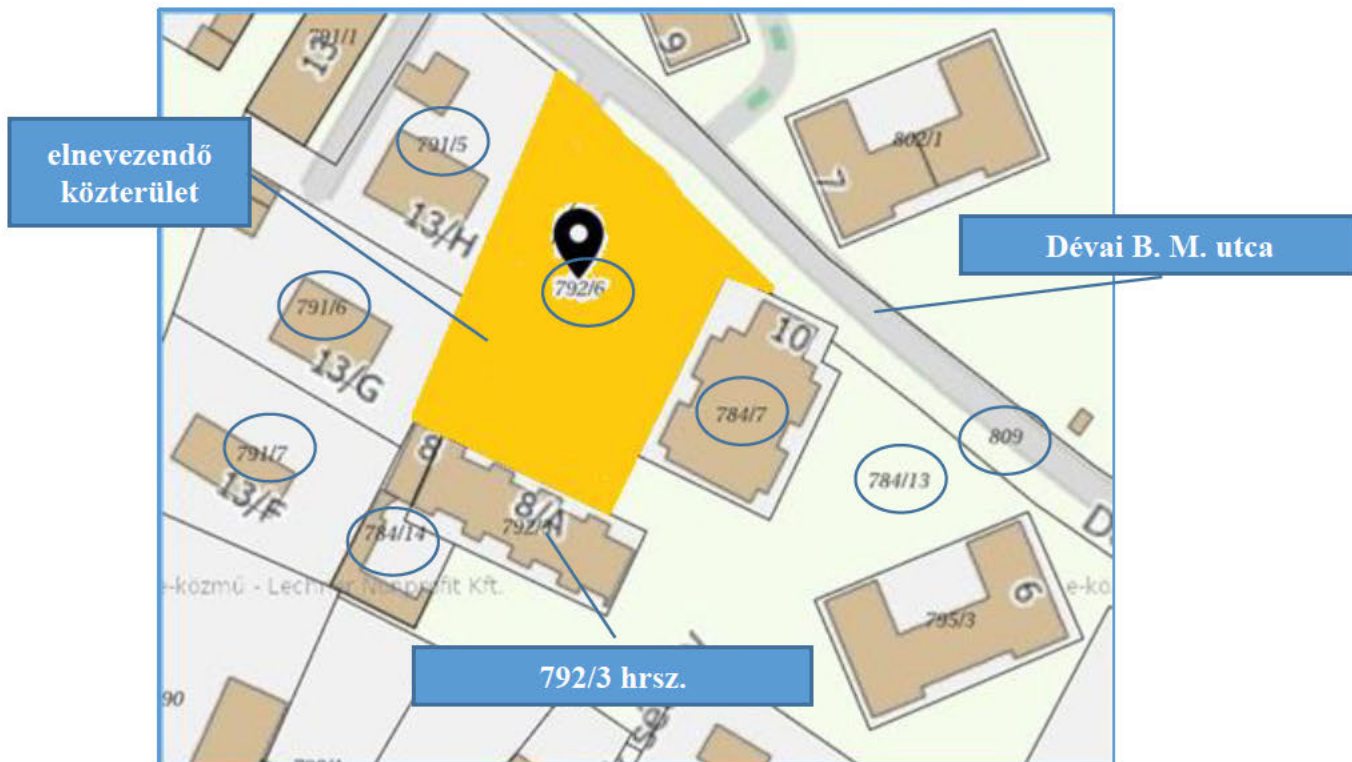 791/1
13
9
elnevezendő
közterület
791/5
802/1
7
13/H
Dévai B. M. utca
792/6
791/6
10
13/G
784/7
809
8
791/7
784/13
13/F
8/A
784/14
e-közmű - Lechner Nonprofit Kft.
e-kö
6
795/3
792/3 hrsz.
90